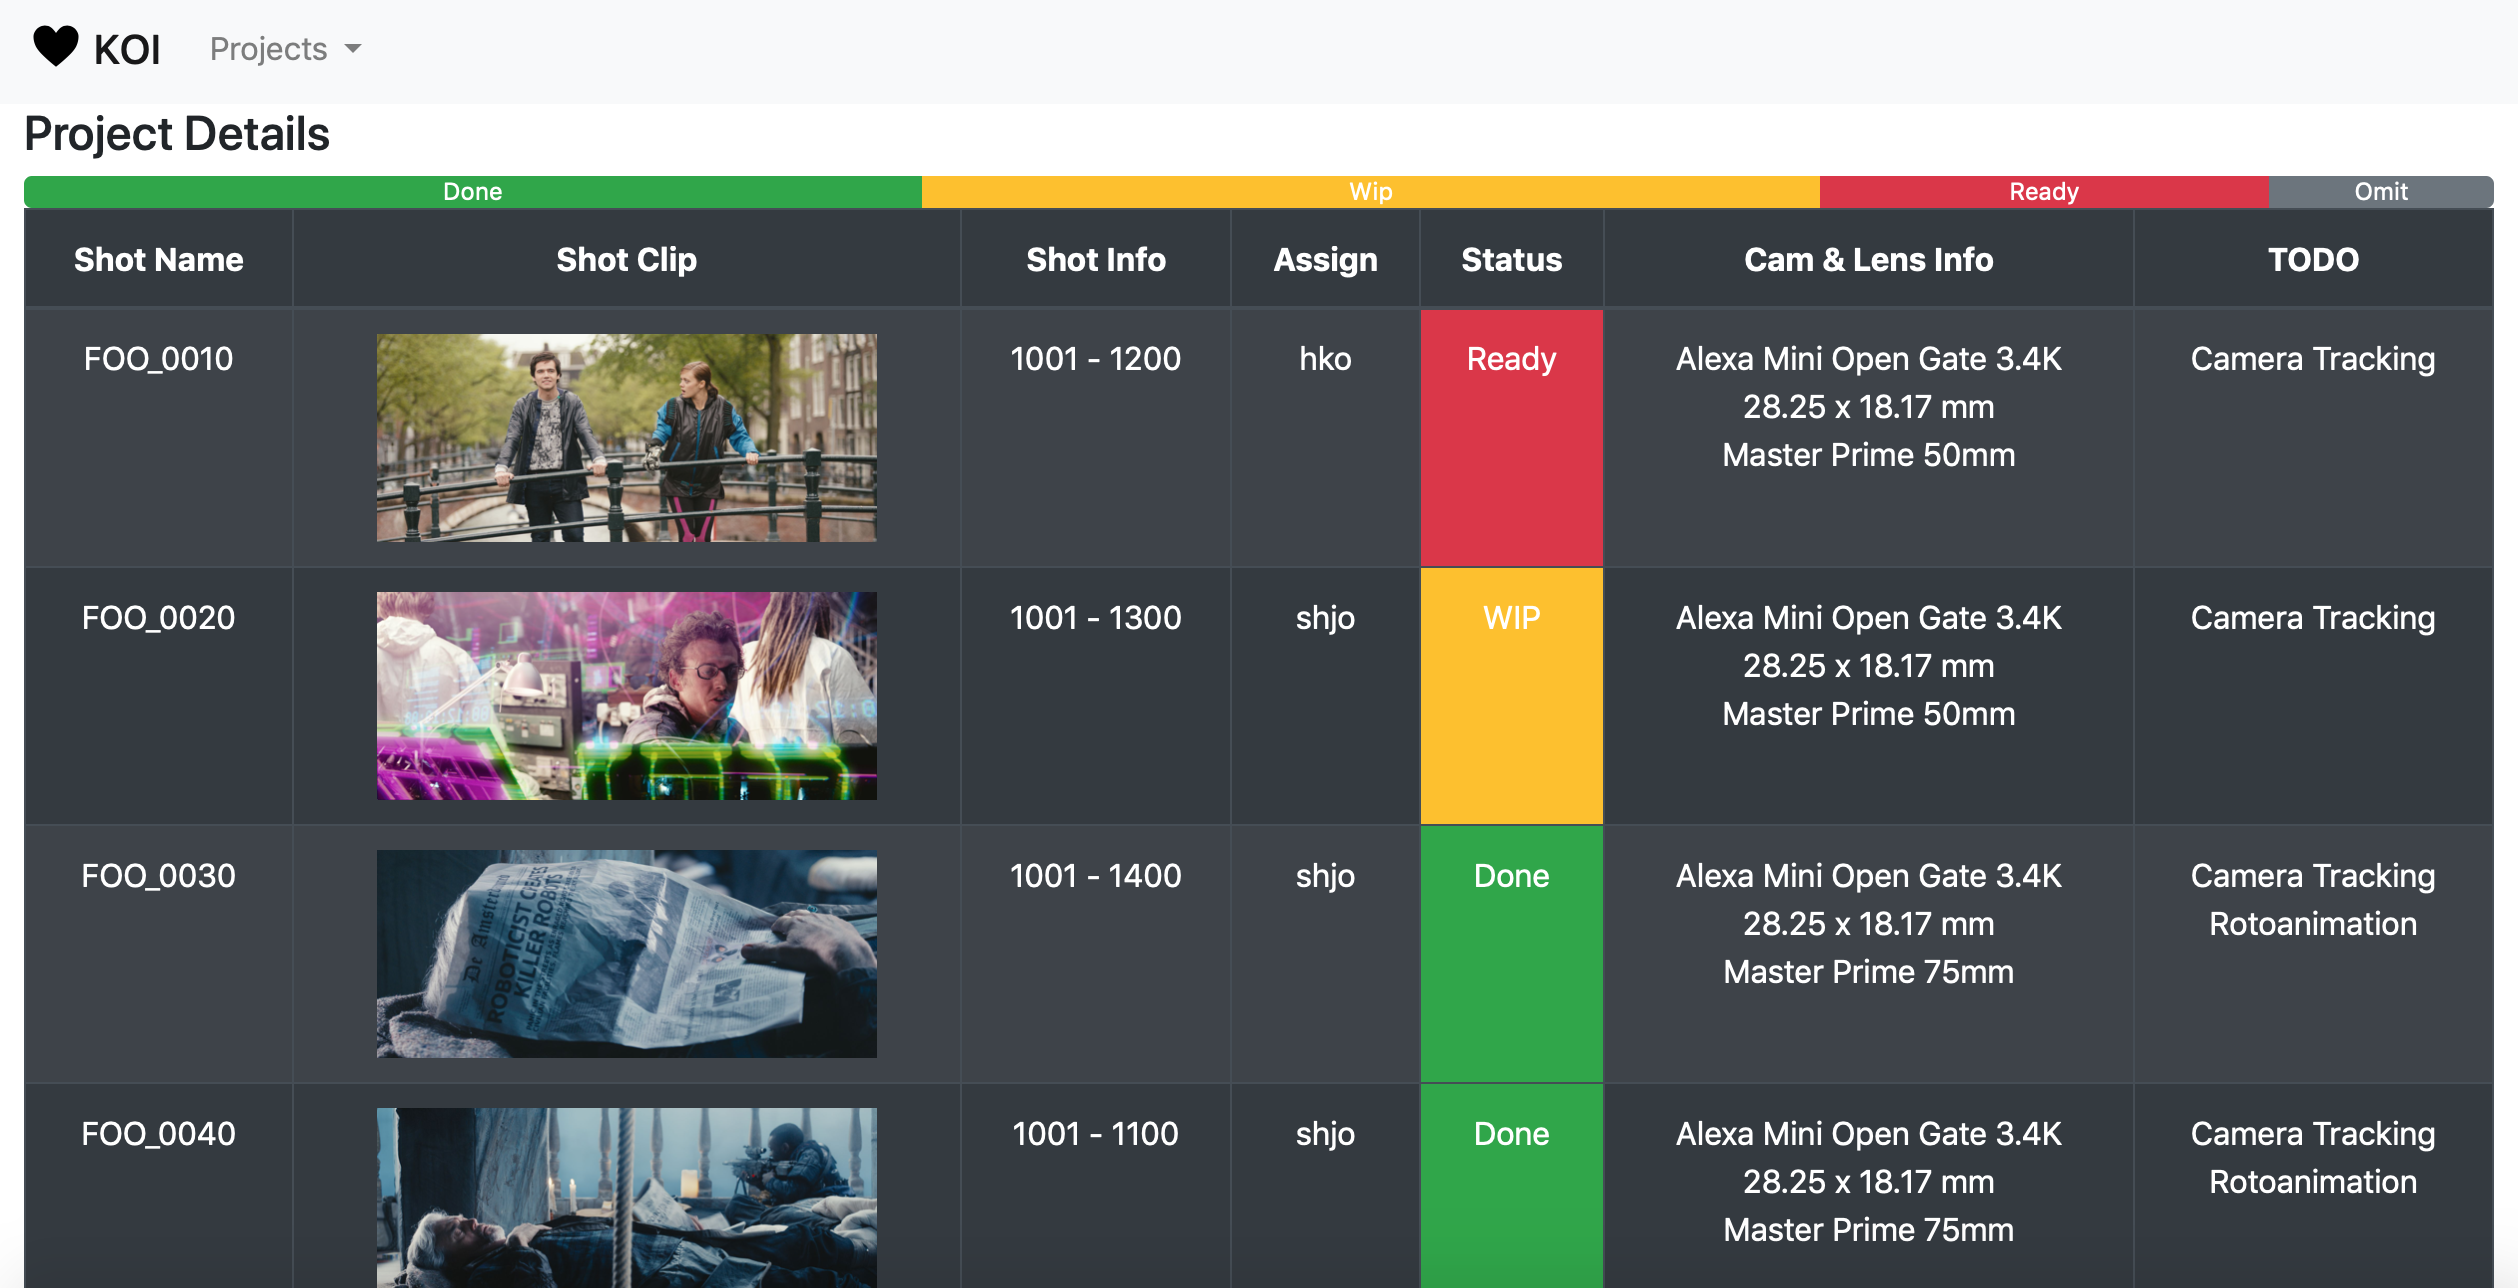 KOI Projects
Project Details
Done Wip Ready Omit
Shot Name Shot Clip Shot Info Assign Status Cam & Lens Info TODO
FOO_0010 1001 - 1200 hko Ready Alexa Mini Open Gate 3.4K Camera Tracking
28.25 x 18.17 mm
Master Prime 50mm
FOO_0020 1001 - 1300 shjo WIP Alexa Mini Open Gate 3.4K Camera Tracking
28.25 x 18.17 mm
Master Prime 50mm
FOO_0030 1001 - 1400 shjo Done Alexa Mini Open Gate 3.4K Camera Tracking
28.25 x 18.17 mm Rotoanimation
Master Prime 75mm
De Amsterdam
ROBOTICIST CREATES
KILLER ROBOTS
FOO_0040 1001 - 1100 shjo Done Alexa Mini Open Gate 3.4K Camera Tracking
28.25 x 18.17 mm Rotoanimation
Master Prime 75mm